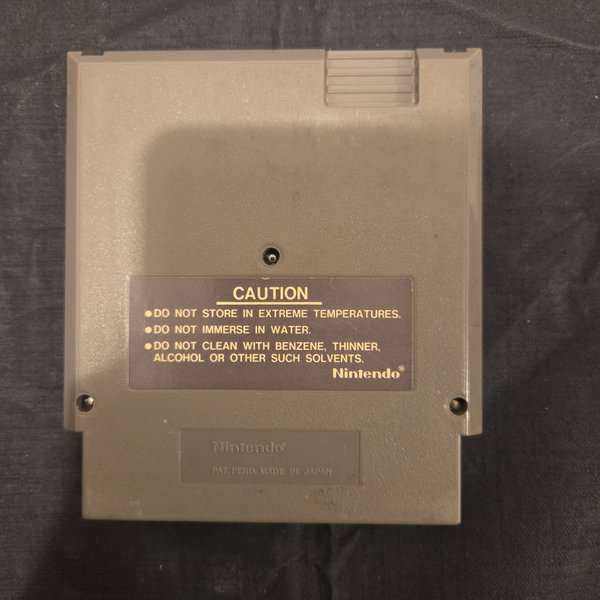 CAUTION
•DO NOT STORE IN EXTREME TEMPERATURES.
•DO NOT IMMERSE IN WATER.
•DO NOT CLEAN WITH BENZENE, THINNER,
ALCOHOL OR OTHER SUCH SOLVENTS.
Nintendo®
Nintendo®
PAT. PEND. MADE IN JAPAN